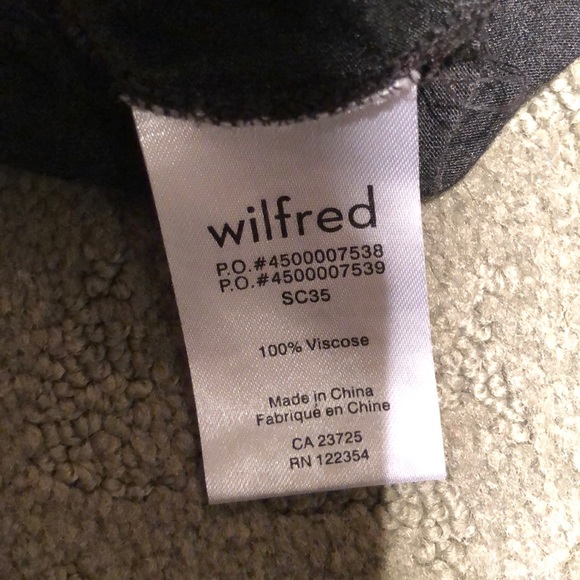 wilfred
P.O.#4500007538
P.O.#4500007539
SC35
100% Viscose
Made in China
Fabriqué en Chine
CA 23725
RN 122354